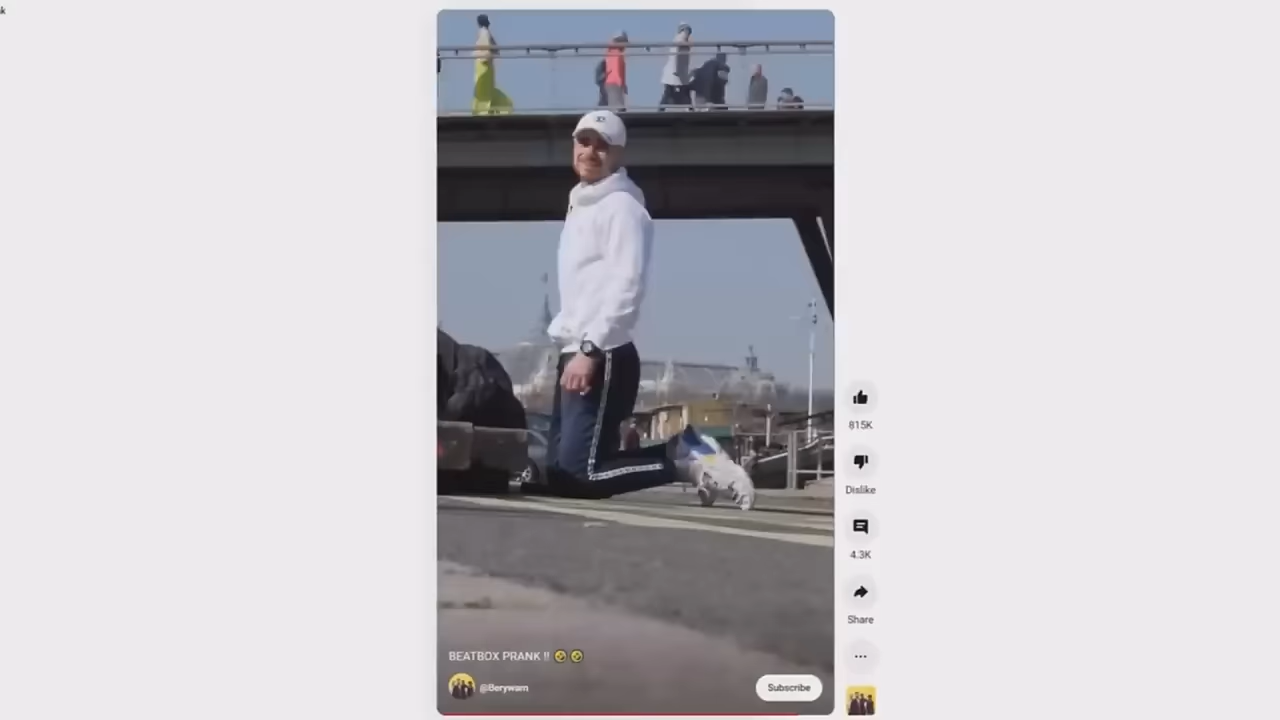 815K
Dislike
4.3K
Share
BEATBOX PRANK !! 🤣 🤣
@Berywam
Subscribe